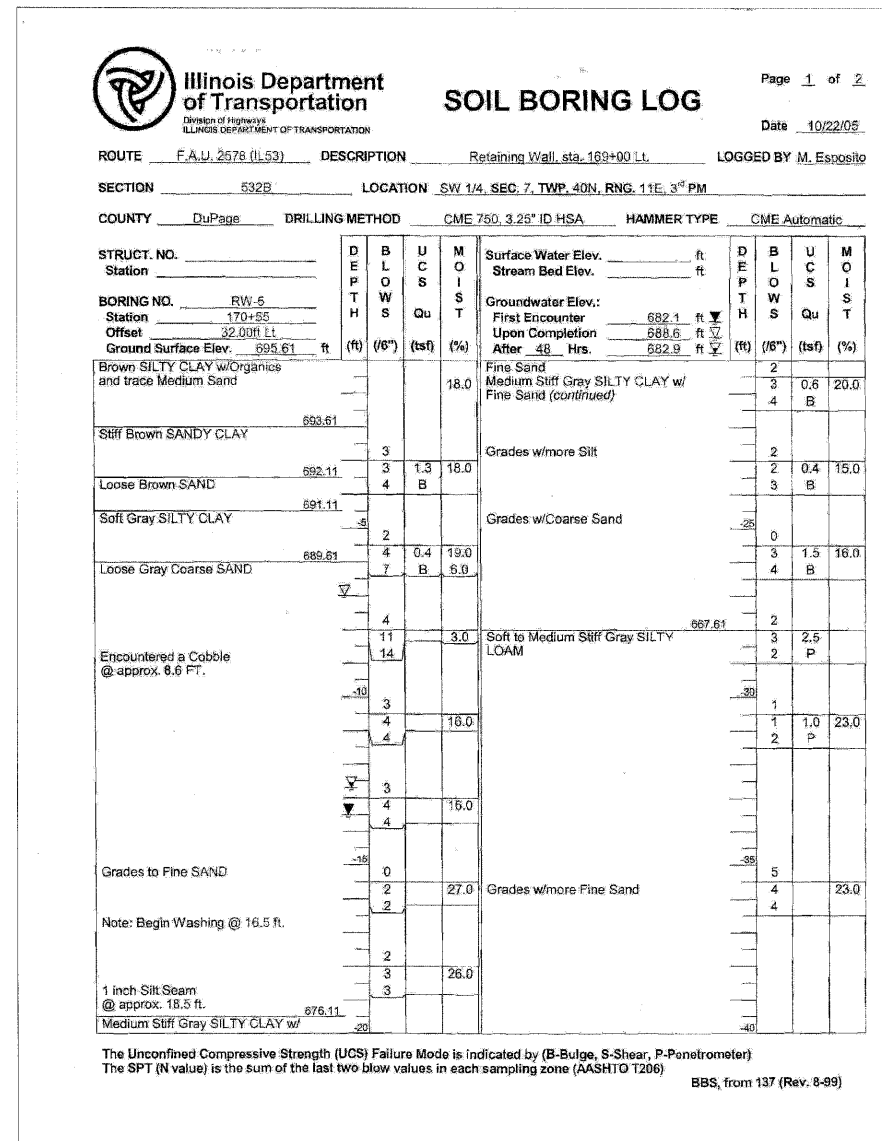 Illinois Department
of Transportation
Division of Highways
ILLINOIS DEPARTMENT OF TRANSPORTATION
SOIL BORING LOG
Page 1 of 2
Date 10/22/05
ROUTE F.A.U. 2578 (IL53) DESCRIPTION Retaining Wall, sta. 169+00 Lt. LOGGED BY M. Esposito
SECTION 532B LOCATION SW 1/4, SEC. 7, TWP. 40N, RNG. 11E, 3rd PM
COUNTY DuPage DRILLING METHOD CME 750, 3.25" ID HSA HAMMER TYPE CME Automatic
STRUCT. NO.
Station
BORING NO. RW-5
Station 170+55
Offset 32.00ft Lt
Ground Surface Elev. 695.61 ft
DEPTH (ft)
BLOWS (/6")
UCS Qu (tsf)
MOIST (%)
Surface Water Elev. ft
Stream Bed Elev. ft
Groundwater Elev.:
First Encounter 682.1 ft ▼
Upon Completion 688.6 ft ▽
After 48 Hrs. 682.9 ft ▽
DEPTH (ft)
BLOWS (/6")
UCS Qu (tsf)
MOIST (%)
Brown SILTY CLAY w/Organics
and trace Medium Sand 18.0
693.61
Stiff Brown SANDY CLAY
3
692.11 3 1.3 18.0
Loose Brown SAND 4 B
691.11
Soft Gray SILTY CLAY -5
2
689.61 4 0.4 19.0
Loose Gray Coarse SAND 7 B 6.0
4
11 3.0
Encountered a Cobble 14
@ approx. 8.6 FT.
-10
3
4 16.0
4
3
4 16.0
4
-15
Grades to Fine SAND 0
2 27.0
2
Note: Begin Washing @ 16.5 ft.
2
3 26.0
1 inch Silt Seam 3
@ approx. 18.5 ft. 676.11
Medium Stiff Gray SILTY CLAY w/ -20
Fine Sand 2
Medium Stiff Gray SILTY CLAY w/ 3 0.6 20.0
Fine Sand (continued) 4 B
Grades w/more Silt 2
2 0.4 15.0
3 B
Grades w/Coarse Sand -25
0
3 1.5 16.0
4 B
667.61 2
Soft to Medium Stiff Gray SILTY 3 2.5
LOAM 2 P
-30
1
1 1.0 23.0
2 P
-35
5
Grades w/more Fine Sand 4 23.0
4
-40
The Unconfined Compressive Strength (UCS) Failure Mode is indicated by (B-Bulge, S-Shear, P-Penetrometer)
The SPT (N value) is the sum of the last two blow values in each sampling zone (AASHTO T206)
BBS, from 137 (Rev. 8-99)